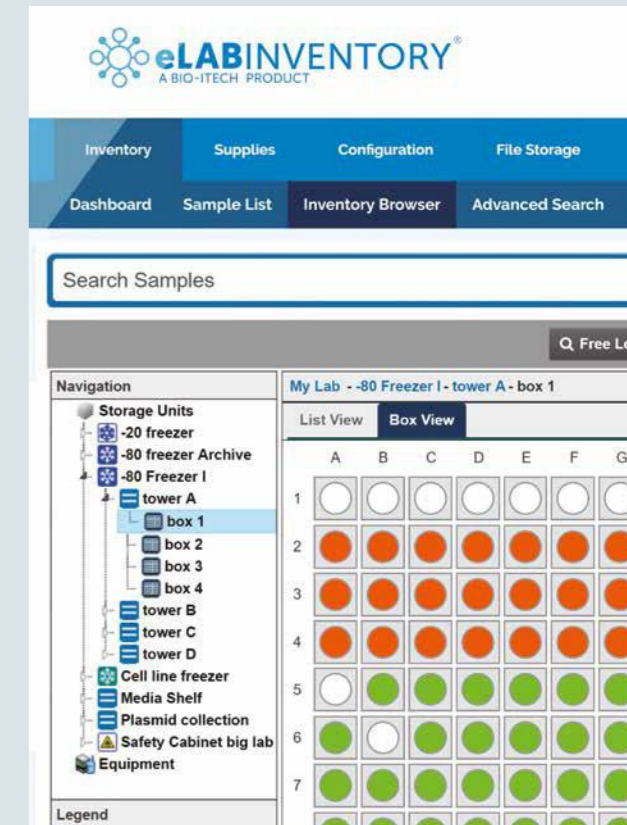 eLABINVENTORY®
A BIO-ITECH PRODUCT
Inventory Supplies Configuration File Storage
Dashboard Sample List Inventory Browser Advanced Search
Search Samples
Free
Navigation
Storage Units
-20 freezer
-80 freezer Archive
-80 Freezer I
tower A
box 1
box 2
box 3
box 4
tower B
tower C
tower D
Cell line freezer
Media Shelf
Plasmid collection
Safety Cabinet big lab
Equipment
Legend
My Lab - -80 Freezer I - tower A - box 1
List View Box View
A B C D E F G
1
2
3
4
5
6
7